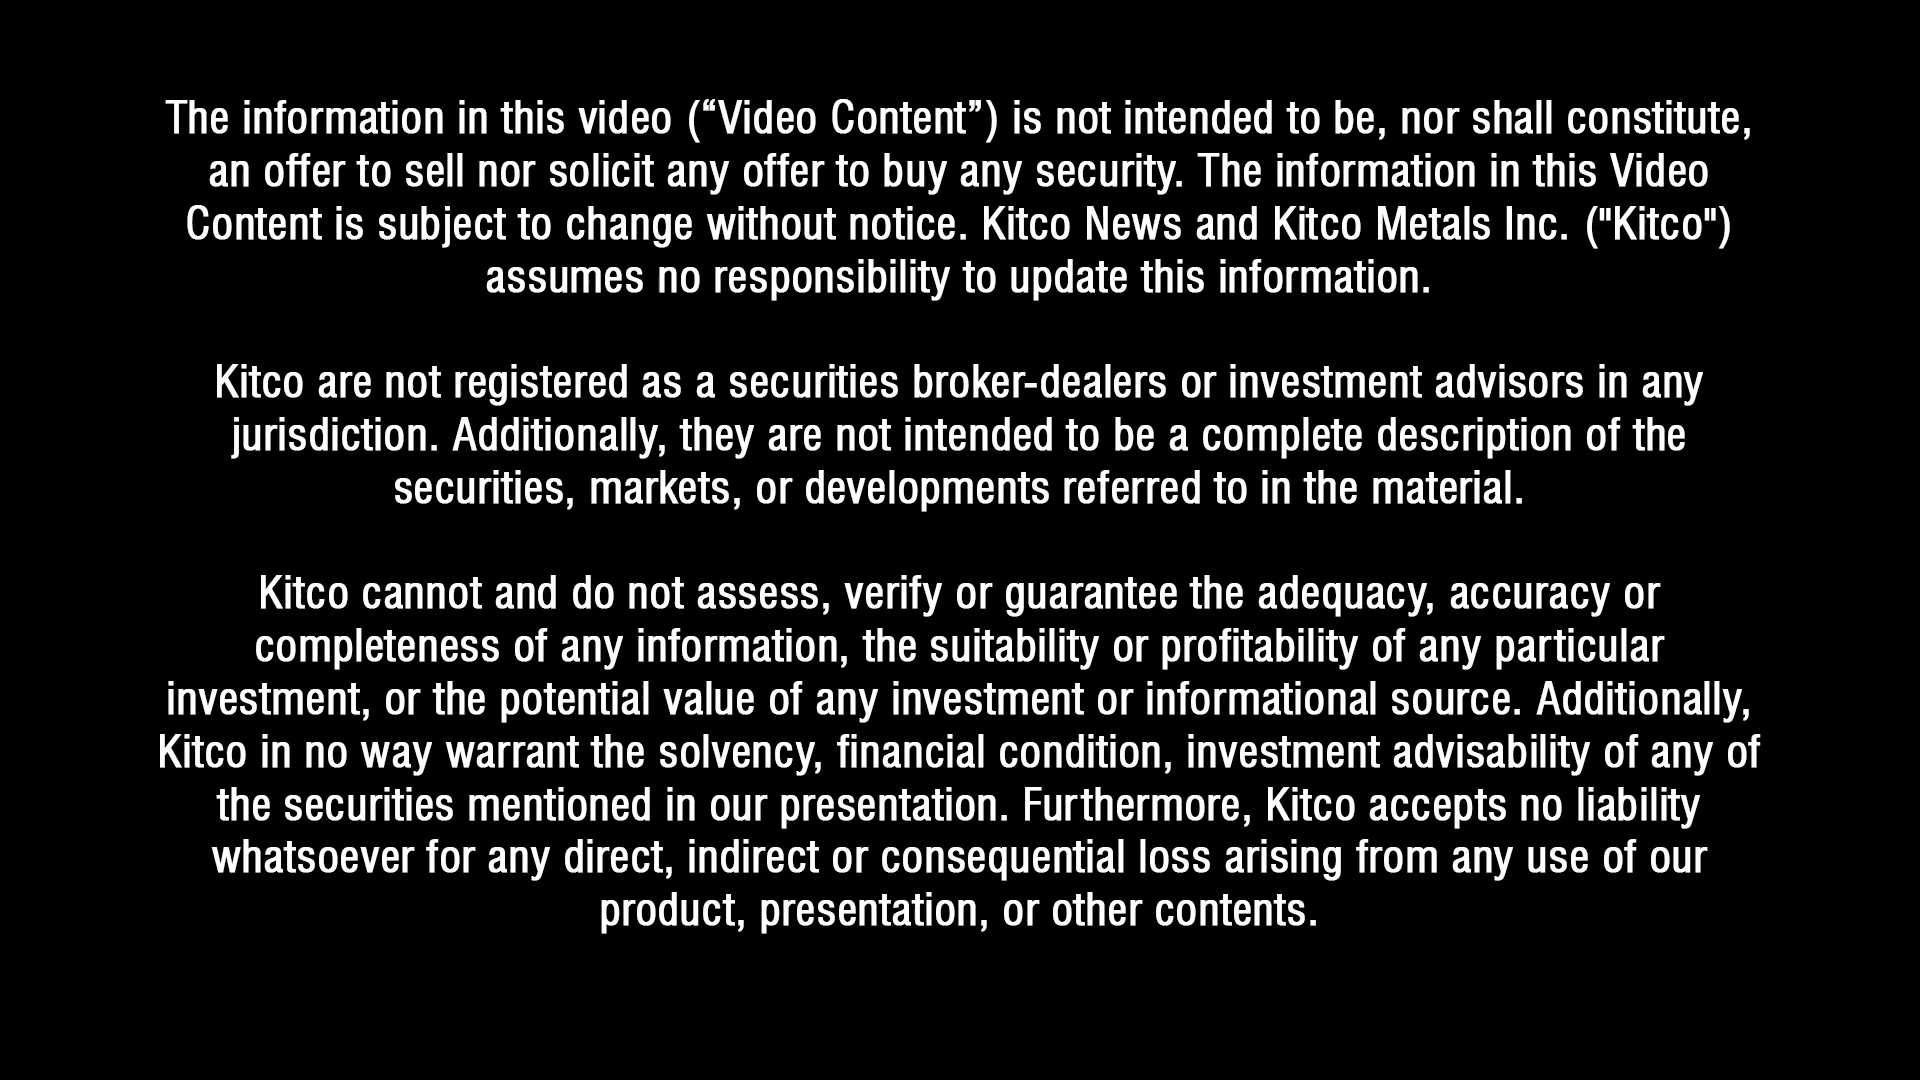 The information in this video (“Video Content”) is not intended to be, nor shall constitute,
an offer to sell nor solicit any offer to buy any security. The information in this Video
Content is subject to change without notice. Kitco News and Kitco Metals Inc. ("Kitco")
assumes no responsibility to update this information.
Kitco are not registered as a securities broker-dealers or investment advisors in any
jurisdiction. Additionally, they are not intended to be a complete description of the
securities, markets, or developments referred to in the material.
Kitco cannot and do not assess, verify or guarantee the adequacy, accuracy or
completeness of any information, the suitability or profitability of any particular
investment, or the potential value of any investment or informational source. Additionally,
Kitco in no way warrant the solvency, financial condition, investment advisability of any of
the securities mentioned in our presentation. Furthermore, Kitco accepts no liability
whatsoever for any direct, indirect or consequential loss arising from any use of our
product, presentation, or other contents.